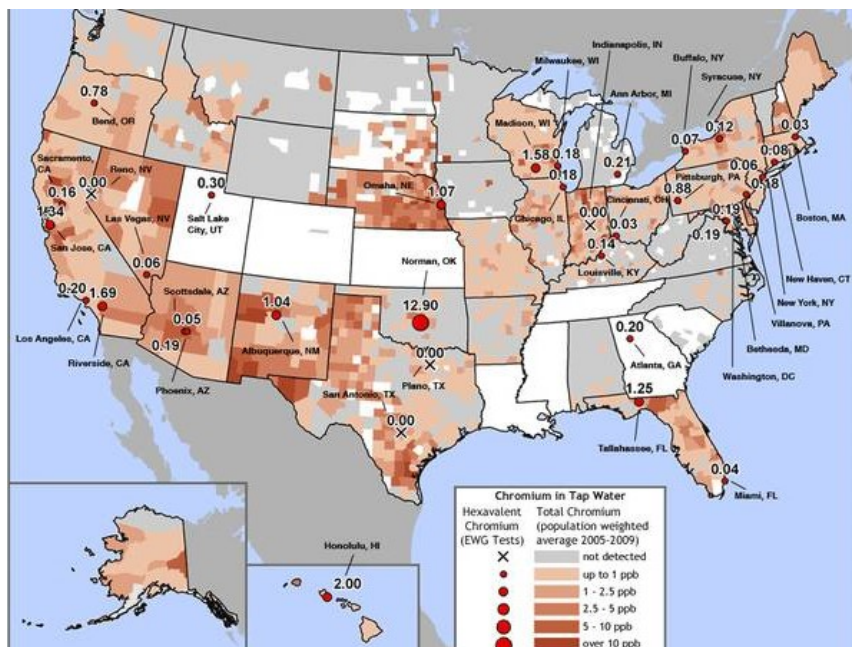 Indianapolis, IN
Milwaukee, WI
Buffalo, NY
Ann Arbor, MI
Syracuse, NY
0.78
Bend, OR
Madison, WI
1.58
0.18
0.18
0.21
0.07
0.12
0.03
0.08
0.06
0.18
Sacramento,
CA
0.16
0.00
Reno, NV
1.34
San Jose, CA
Las Vegas, NV
0.06
0.30
Salt Lake
City, UT
Omaha, NE
1.07
Chicago, IL
0.00
Cincinnati, OH
0.03
0.14
Louisville, KY
Pittsburgh, PA
0.88
0.19
0.19
Boston, MA
New Haven, CT
New York, NY
Villanova, PA
Bethesda, MD
Washington, DC
Norman, OK
12.90
0.20
1.69
Los Angeles, CA
Riverside, CA
Scottsdale, AZ
0.05
0.19
Phoenix, AZ
1.04
Albuquerque, NM
0.00
Plano, TX
San Antonio, TX
0.00
0.20
Atlanta, GA
1.25
Tallahassee, FL
0.04
Miami, FL
Honolulu, HI
2.00
Chromium in Tap Water
Hexavalent
Chromium
(EWG Tests)
Total Chromium
(population weighted
average 2005-2009)
not detected
up to 1 ppb
1 - 2.5 ppb
2.5 - 5 ppb
5 - 10 ppb
over 10 ppb